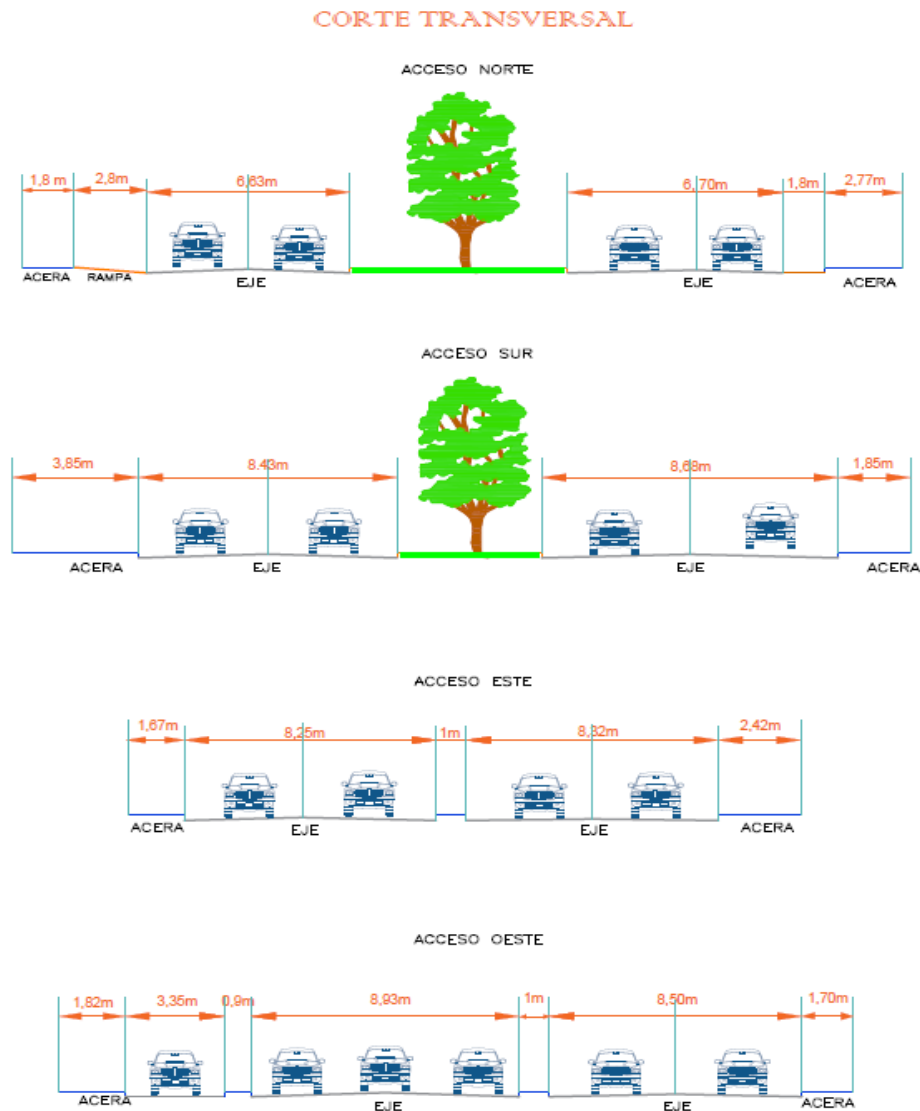 CORTE TRANSVERSAL
ACCESO NORTE
1,8 m 2,8m 6,63m 6,70m 1,8m 2,77m
ACERA RAMPA EJE EJE ACERA
ACCESO SUR
3,85m 8.43m 8,68m 1,85m
ACERA EJE EJE ACERA
ACCESO ESTE
1,67m 8,25m 1m 8,32m 2,42m
ACERA EJE EJE ACERA
ACCESO OESTE
1,82m 3,35m 0,9m 8,93m 1m 8,50m 1,70m
ACERA EJE EJE ACERA